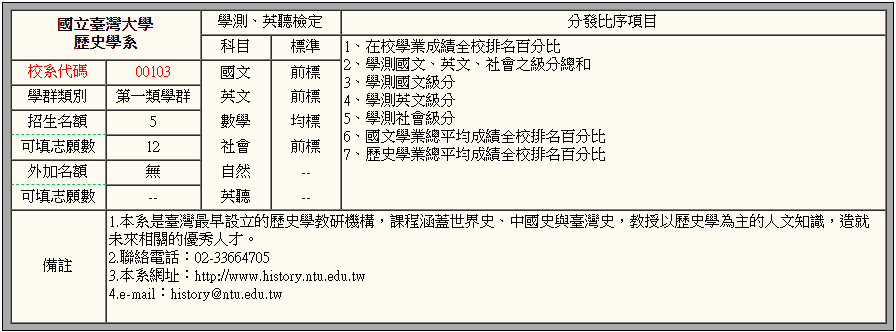 國立臺灣大學
歷史學系
學測、英聽檢定
分發比序項目
科目 標準
校系代碼 00103
國文 前標
學群類別 第一類學群
英文 前標
招生名額 5
數學 均標
可填志願數 12
社會 前標
外加名額 無
自然 --
可填志願數 --
英聽 --
1、在校學業成績全校排名百分比
2、學測國文、英文、社會之級分總和
3、學測國文級分
4、學測英文級分
5、學測社會級分
6、國文學業總平均成績全校排名百分比
7、歷史學業總平均成績全校排名百分比
備註
1.本系是臺灣最早設立的歷史學教研機構，課程涵蓋世界史、中國史與臺灣史，教授以歷史學為主的人文知識，造就
未來相關的優秀人才。
2.聯絡電話：02-33664705
3.本系網址：http://www.history.ntu.edu.tw
4.e-mail：history@ntu.edu.tw